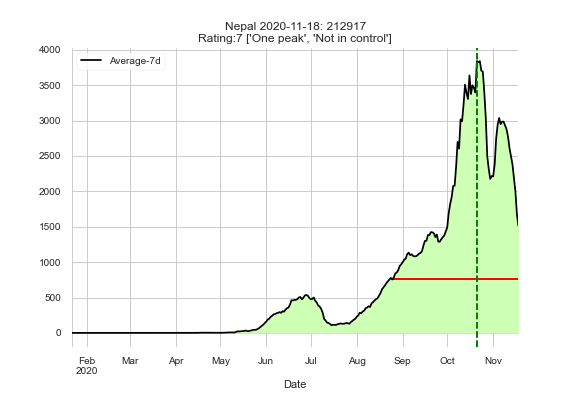 Nepal 2020-11-18: 212917
Rating:7 ['One peak', 'Not in control']
Average-7d
4000
3500
3000
2500
2000
1500
1000
500
0
Feb Mar Apr May Jun Jul Aug Sep Oct Nov
2020
Date